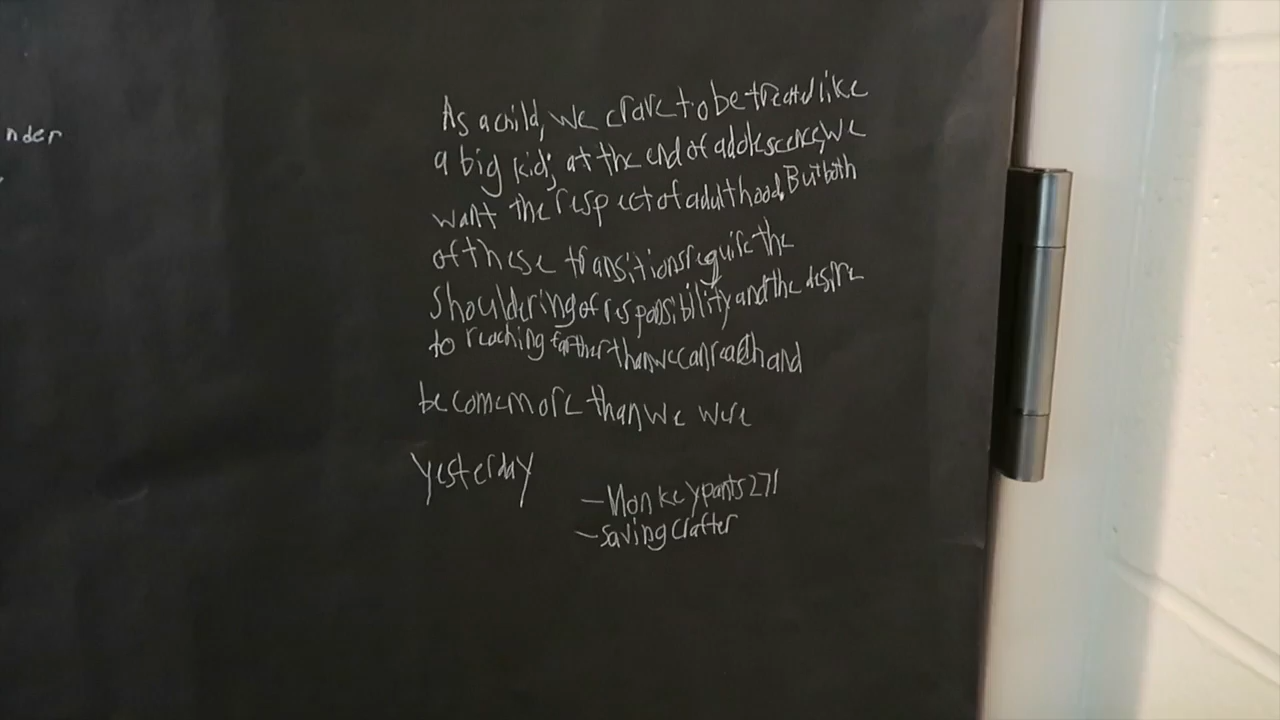 nder
As a child, we crave to be treated like
a big kid; at the end of adolescence, we
want the respect of adulthood. But both
of these transitions require the
shouldering of responsibility and the desire
to reaching farther than we can reach and
become more than we were
yesterday
—Monkeypants271
—savingcrafter